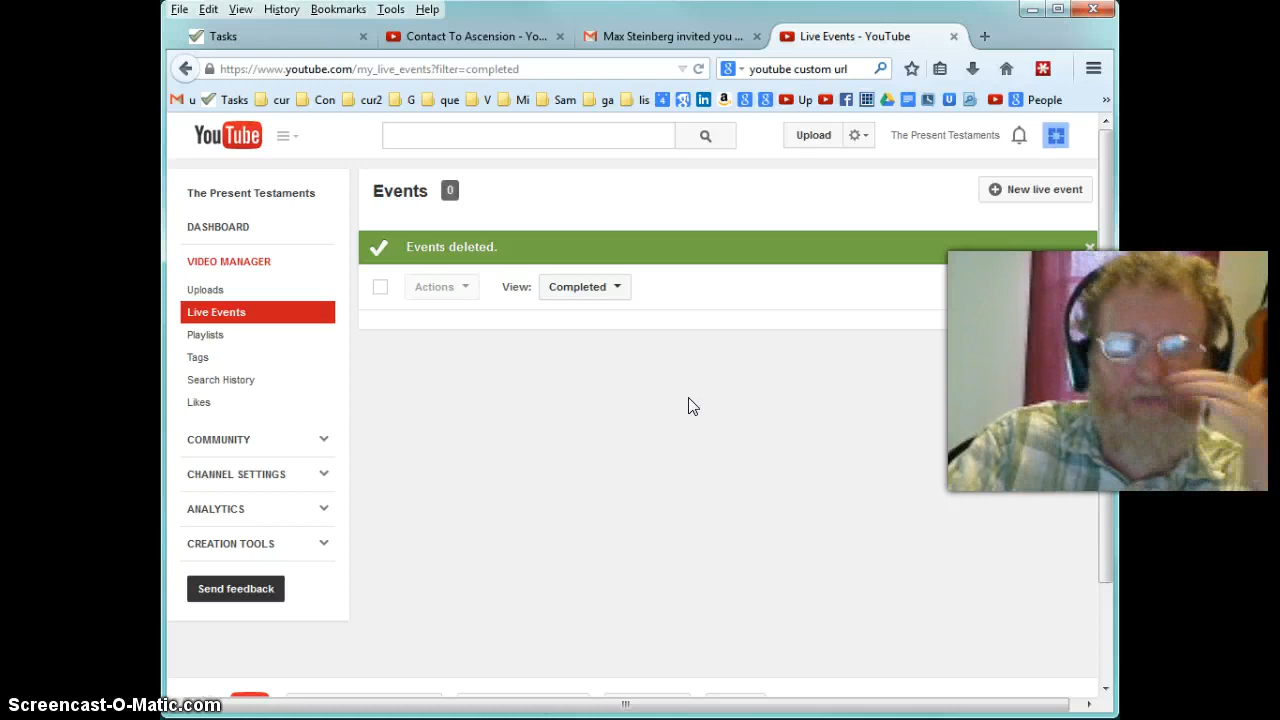 File Edit View History Bookmarks Tools Help
Tasks Contact To Ascension - Yo... Max Steinberg invited you ... Live Events - YouTube
https://www.youtube.com/my_live_events?filter=completed youtube custom url
u Tasks cur Con cur2 G que V Mi Sam ga lis Up People
YouTube Upload The Present Testaments
The Present Testaments
DASHBOARD
VIDEO MANAGER
Uploads
Live Events
Playlists
Tags
Search History
Likes
COMMUNITY
CHANNEL SETTINGS
ANALYTICS
CREATION TOOLS
Send feedback
Events 0 New live event
Events deleted.
Actions View: Completed
Screencast-O-Matic.com